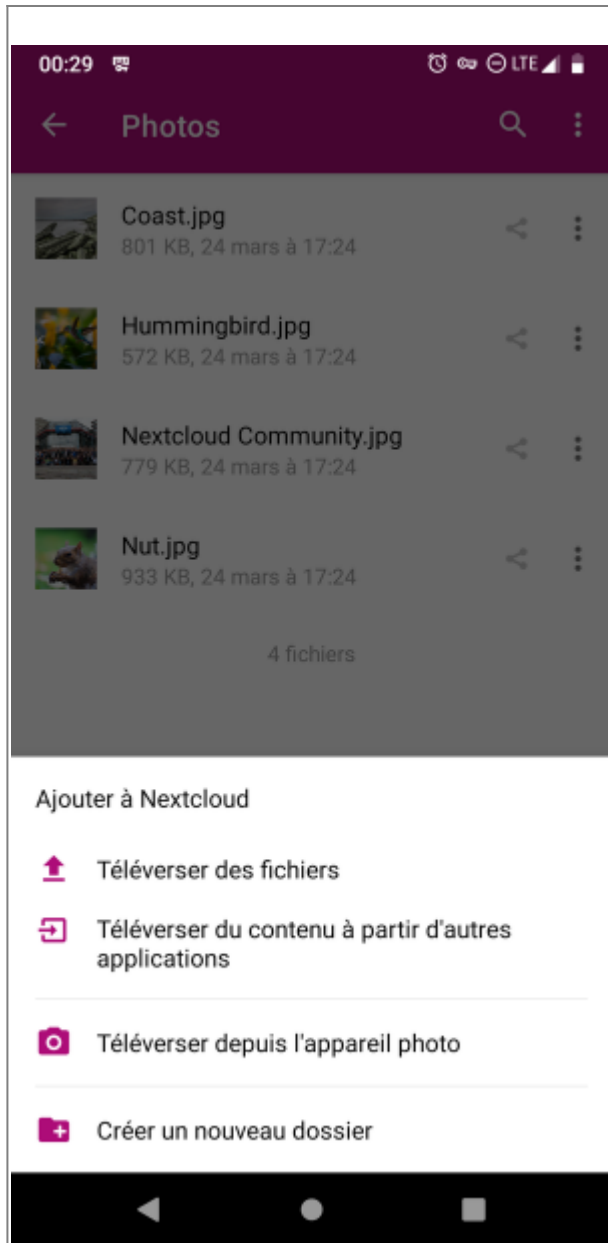 00:29 LTE
Photos
Coast.jpg
801 KB, 24 mars à 17:24
Hummingbird.jpg
572 KB, 24 mars à 17:24
Nextcloud Community.jpg
779 KB, 24 mars à 17:24
Nut.jpg
933 KB, 24 mars à 17:24
4 fichiers
Ajouter à Nextcloud
Téléverser des fichiers
Téléverser du contenu à partir d'autres
applications
Téléverser depuis l'appareil photo
Créer un nouveau dossier